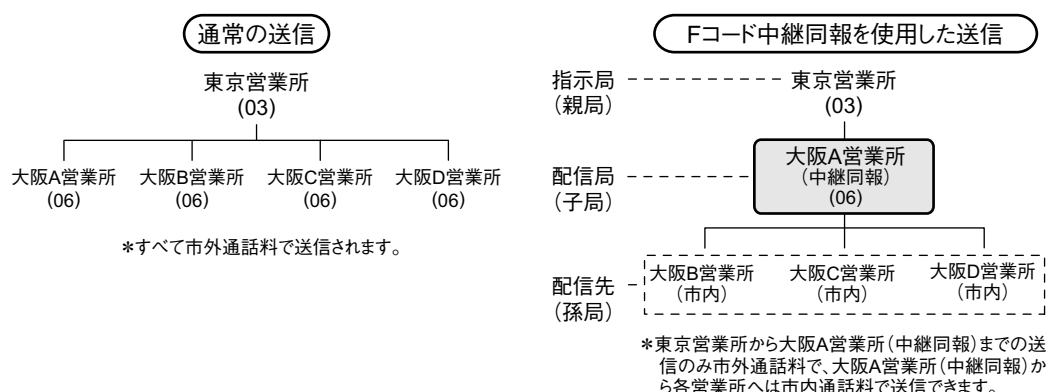 通常の送信
東京営業所
(03)
大阪A営業所 大阪B営業所 大阪C営業所 大阪D営業所
(06) (06) (06) (06)
*すべて市外通話料で送信されます。
Fコード中継同報を使用した送信
指示局 東京営業所
（親局） (03)
大阪A営業所
配信局 （中継同報）
（子局） (06)
大阪B営業所 大阪C営業所 大阪D営業所
配信先 （市内） （市内） （市内）
（孫局）
*東京営業所から大阪A営業所（中継同報）までの送
信のみ市外通話料で、大阪A営業所（中継同報）か
ら各営業所へは市内通話料で送信できます。